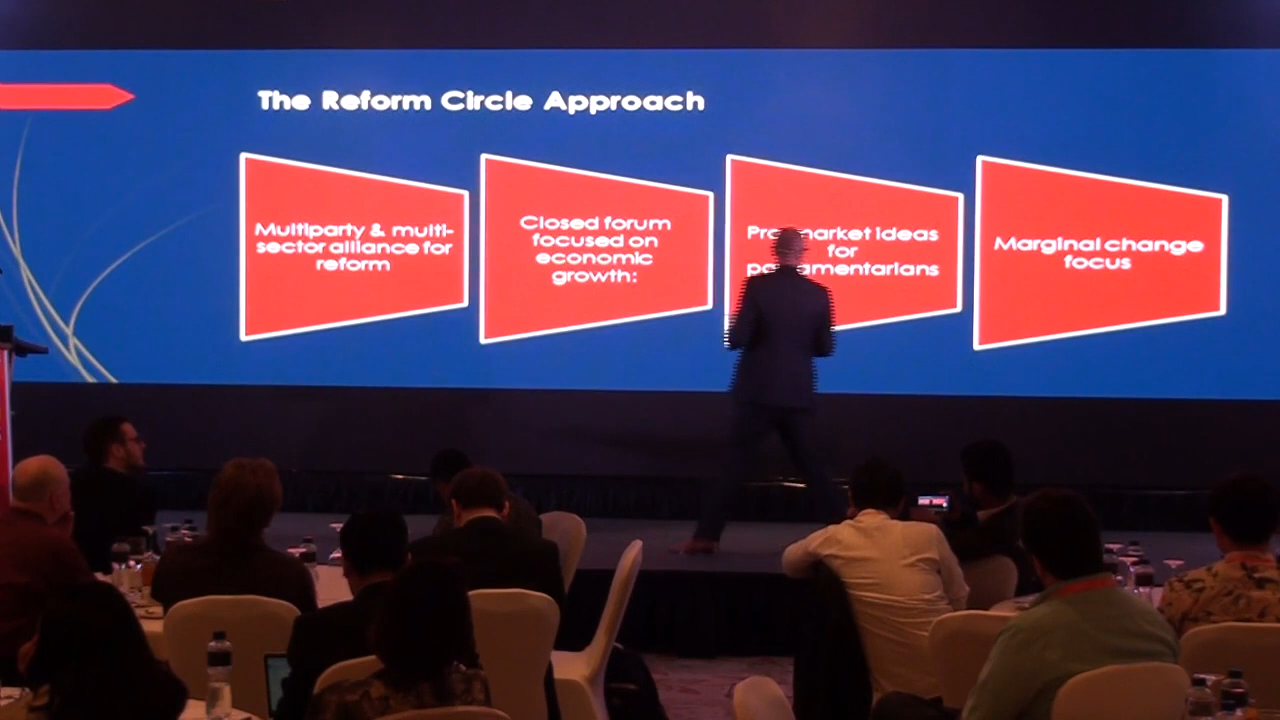 The Reform Circle Approach
Multiparty & multi-
sector alliance for
reform
Closed forum
focused on
economic
growth:
market ideas
for
Marginal change
focus